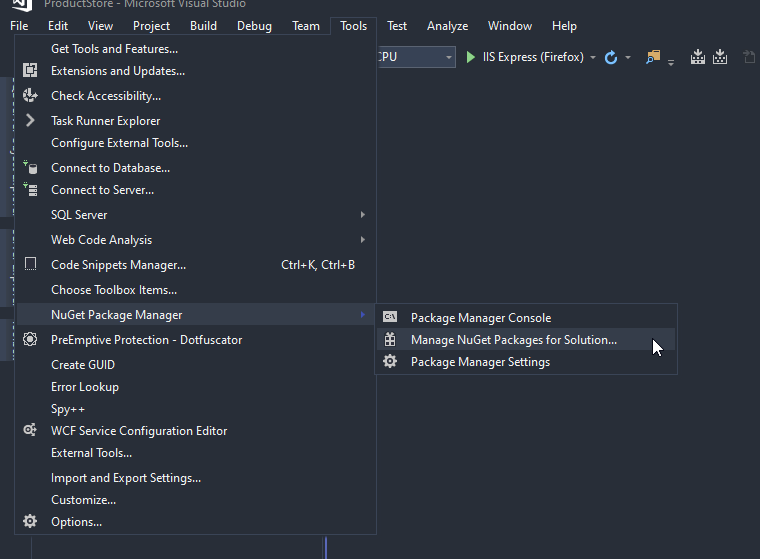 ProductStore - Microsoft Visual Studio
File Edit View Project Build Debug Team Tools Test Analyze Window Help
CPU IIS Express (Firefox)
Get Tools and Features...
Extensions and Updates...
Check Accessibility...
Task Runner Explorer
Configure External Tools...
Connect to Database...
Connect to Server...
SQL Server
Web Code Analysis
Code Snippets Manager... Ctrl+K, Ctrl+B
Choose Toolbox Items...
NuGet Package Manager
C:\ Package Manager Console
Manage NuGet Packages for Solution...
Package Manager Settings
PreEmptive Protection - Dotfuscator
Create GUID
Error Lookup
Spy++
WCF Service Configuration Editor
External Tools...
Import and Export Settings...
Customize...
Options...